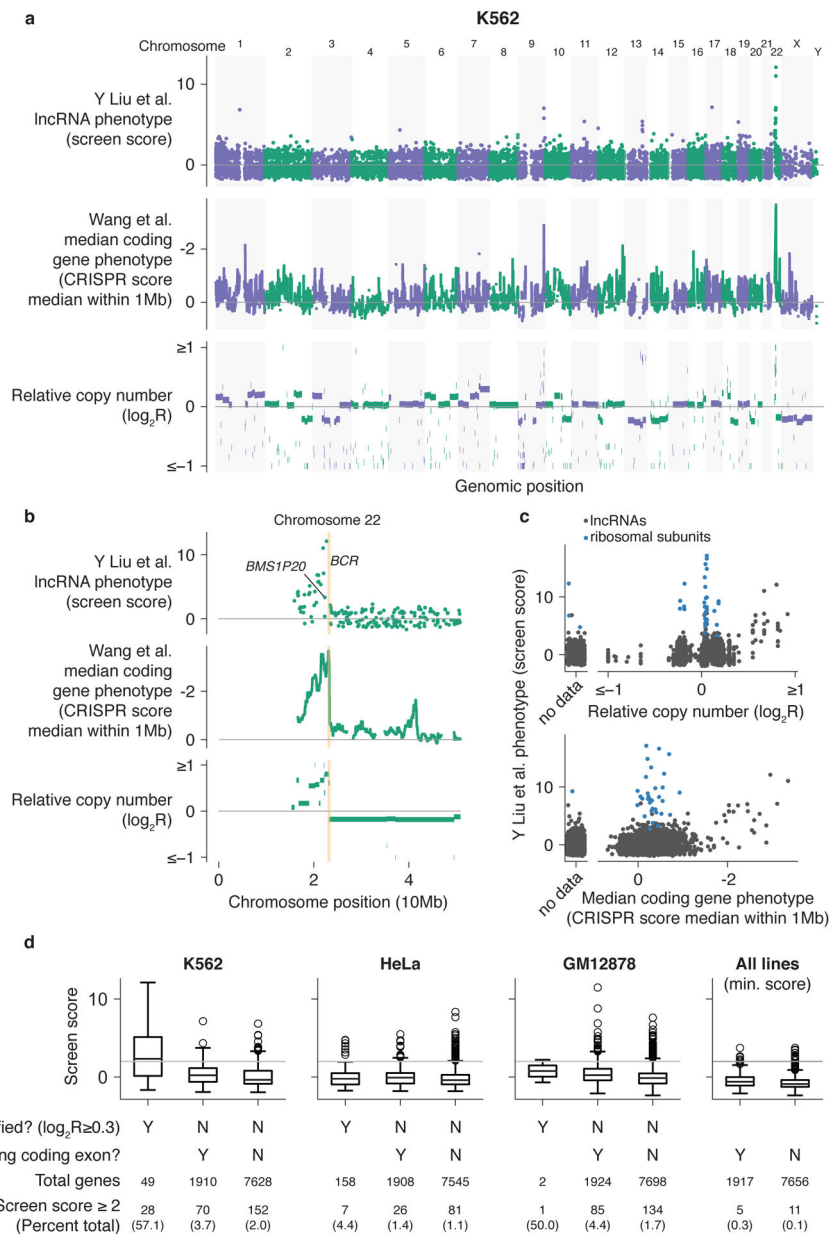 a
K562
Chromosome 1 2 3 4 5 6 7 8 9 10 11 12 13 14 15 16 17 18 19 20 21 22 X Y
Y Liu et al.
lncRNA phenotype
(screen score)
10
0
Wang et al.
median coding
gene phenotype
(CRISPR score
median within 1Mb)
-2
0
Relative copy number
(log2R)
≥1
0
≤−1
Genomic position
b
Chromosome 22
Y Liu et al.
lncRNA phenotype
(screen score)
10
0
BMS1P20
BCR
Wang et al.
median coding
gene phenotype
(CRISPR score
median within 1Mb)
-2
0
Relative copy number
(log2R)
≥1
0
≤−1
0 2 4
Chromosome position (10Mb)
c
lncRNAs
ribosomal subunits
Y Liu et al. phenotype (screen score)
10
0
no data
≤−1 0 ≥1
Relative copy number (log2R)
10
0
no data
0 -2
Median coding gene phenotype
(CRISPR score median within 1Mb)
d
K562 HeLa GM12878 All lines
(min. score)
Screen score
10
0
fied? (log2R≥0.3) Y N N Y N N Y N N
ng coding exon? Y N Y N Y N Y N
Total genes 49 1910 7628 158 1908 7545 2 1924 7698 1917 7656
Screen score ≥ 2 28 70 152 7 26 81 1 85 134 5 11
(Percent total) (57.1) (3.7) (2.0) (4.4) (1.4) (1.1) (50.0) (4.4) (1.7) (0.3) (0.1)